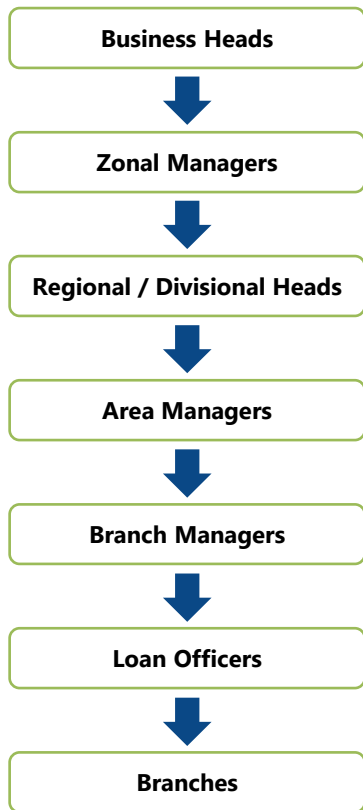 Business Heads
Zonal Managers
Regional / Divisional Heads
Area Managers
Branch Managers
Loan Officers
Branches